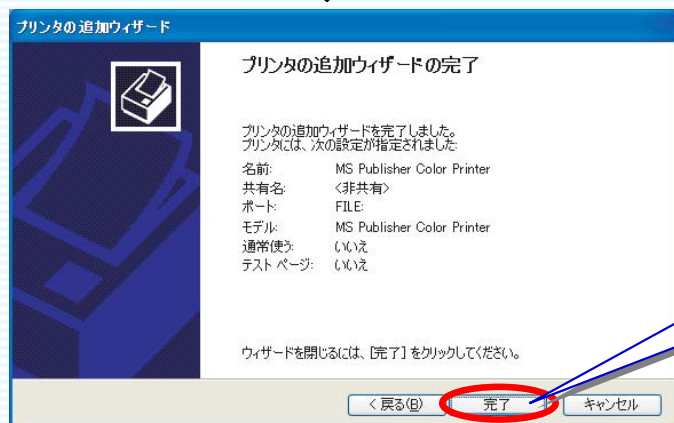 プリンタの追加ウィザード
プリンタの追加ウィザードの完了
プリンタの追加ウィザードを完了しました。
プリンタには、次の設定が指定されました:
名前: MS Publisher Color Printer
共有名: <非共有>
ポート: FILE:
モデル: MS Publisher Color Printer
通常使う: いいえ
テスト ページ: いいえ
ウィザードを閉じるには、[完了] をクリックしてください。
< 戻る(B) 完了 キャンセル